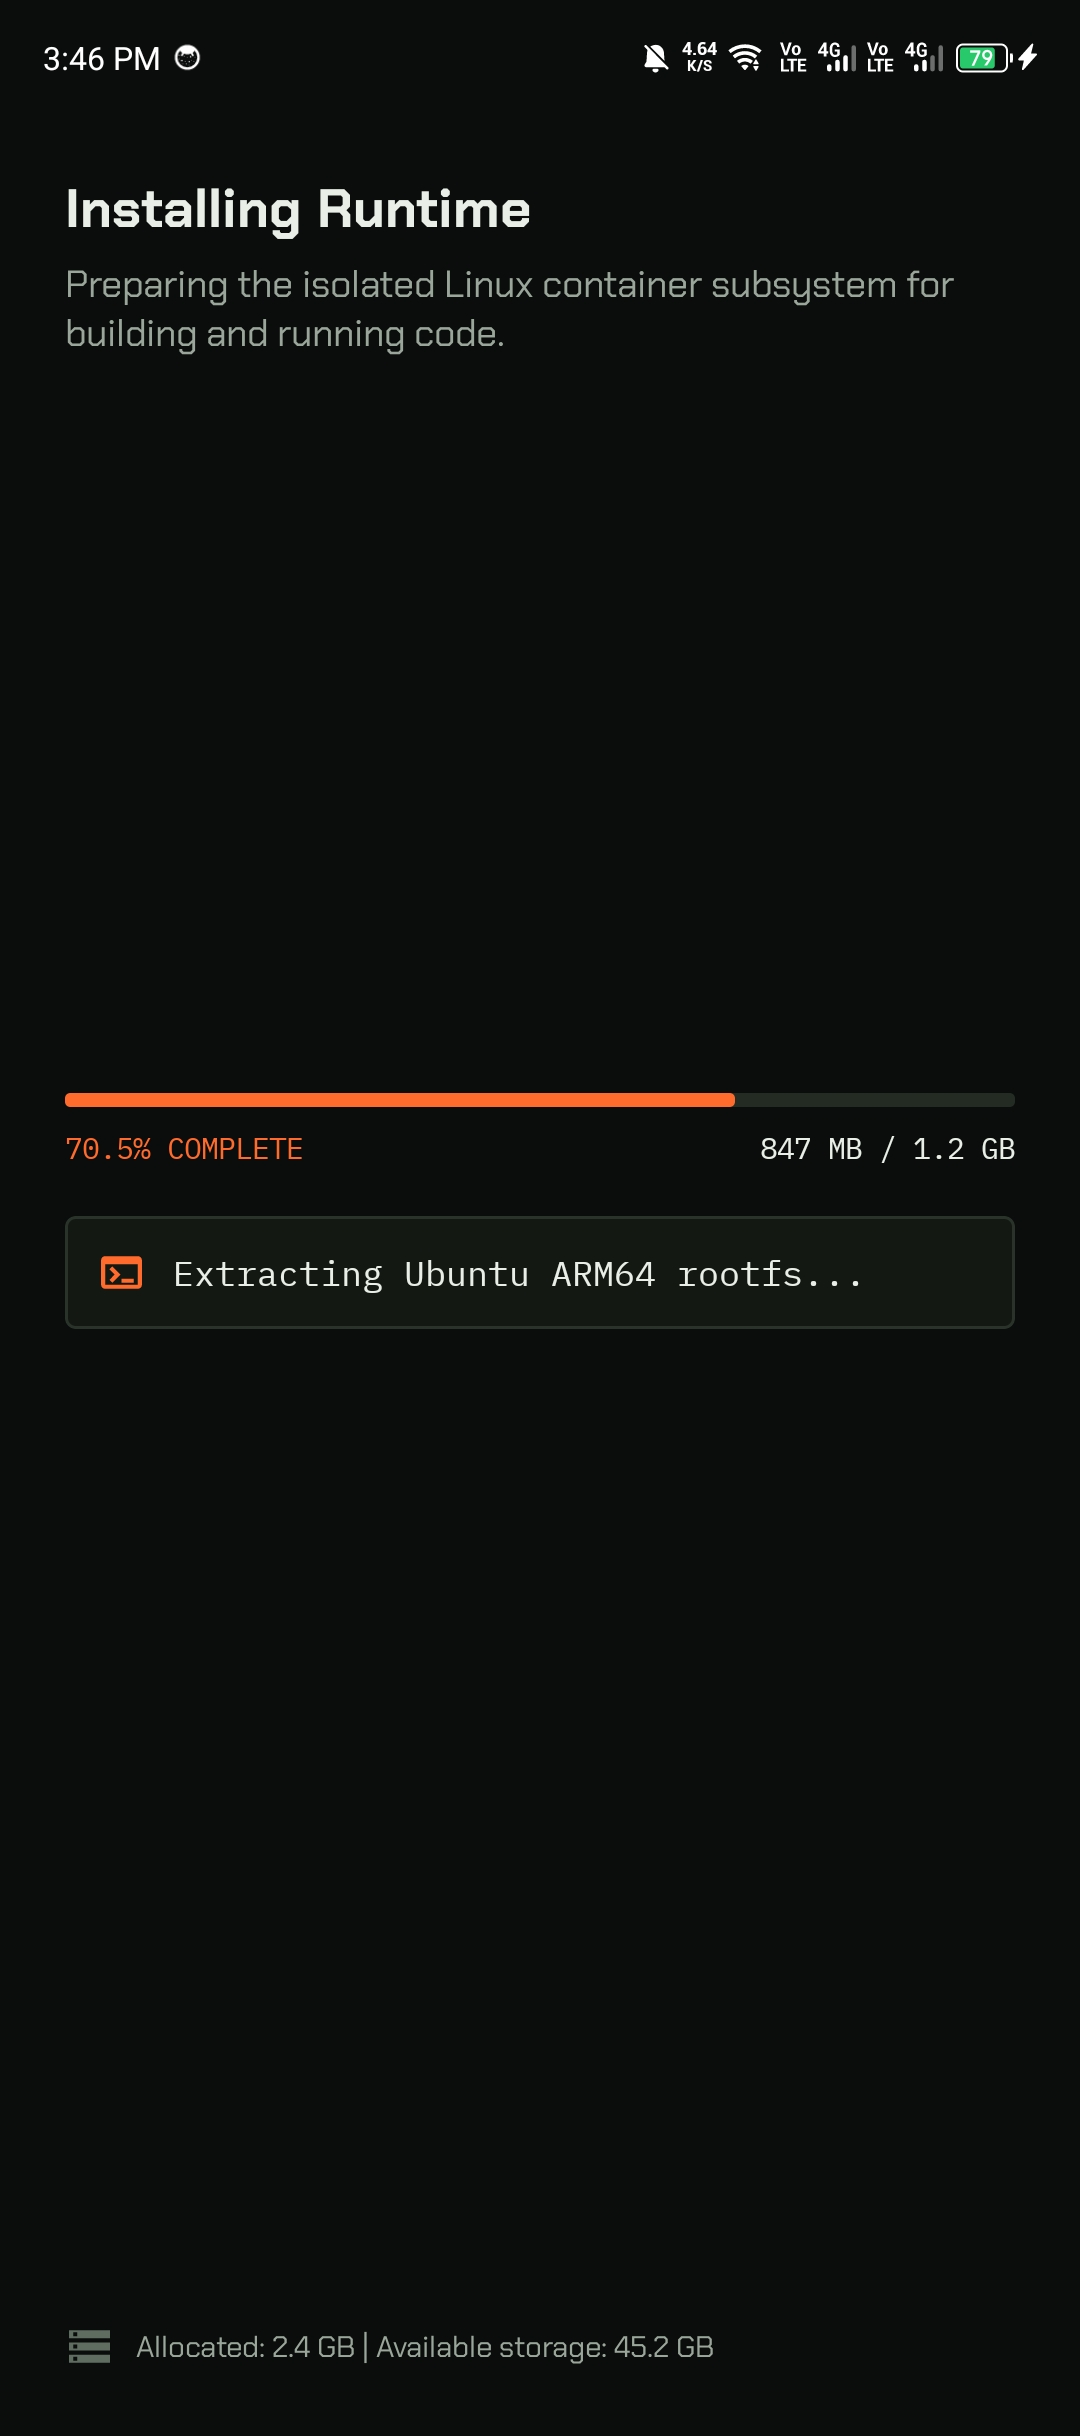 3:46 PM
4.64 K/S Vo LTE 4G Vo LTE 4G 79
Installing Runtime
Preparing the isolated Linux container subsystem for
building and running code.
70.5% COMPLETE 847 MB / 1.2 GB
Extracting Ubuntu ARM64 rootfs...
Allocated: 2.4 GB | Available storage: 45.2 GB